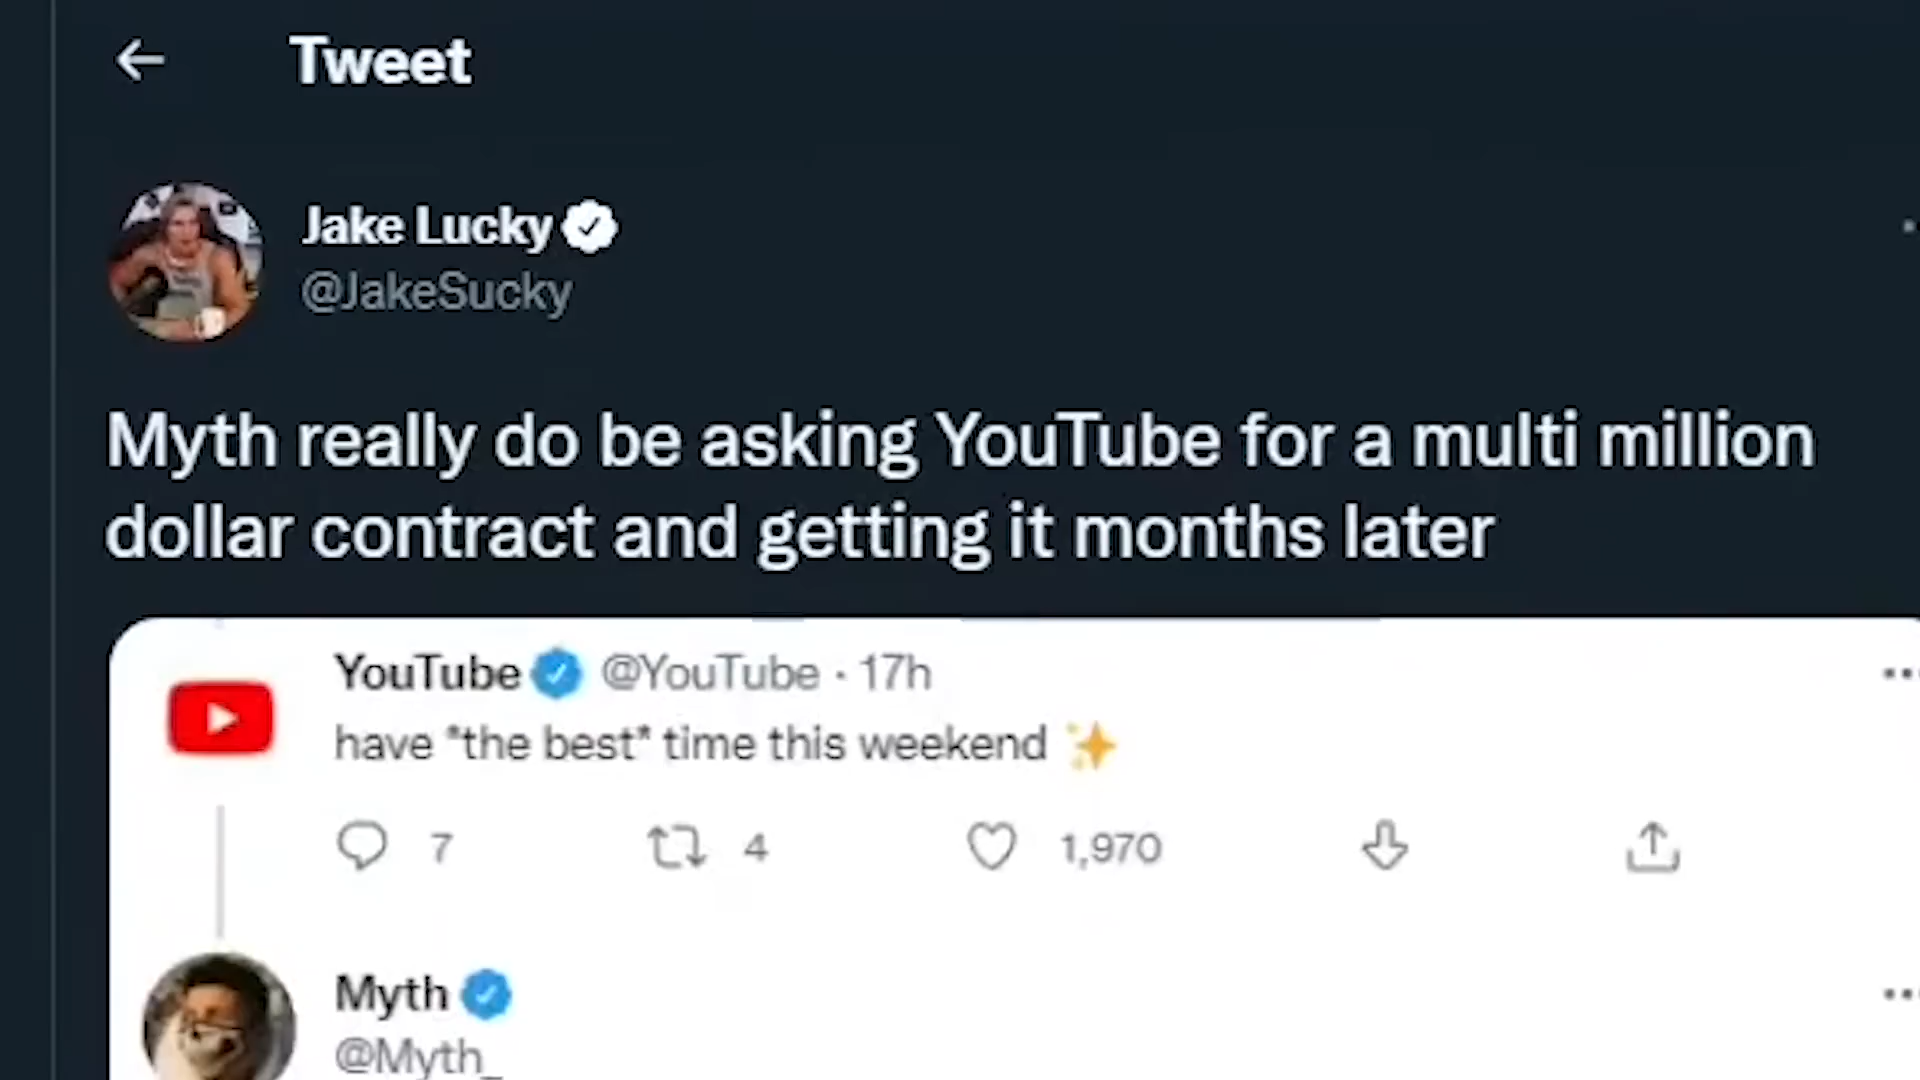 Tweet
Jake Lucky
@JakeSucky
Myth really do be asking YouTube for a multi million
dollar contract and getting it months later
YouTube @YouTube · 17h
have *the best* time this weekend ✨
7 4 1,970
Myth
@Myth_